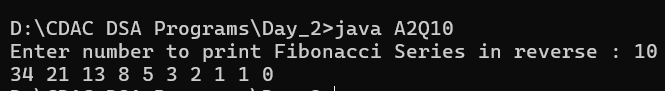 D:\CDAC DSA Programs\Day_2>java A2Q10
Enter number to print Fibonacci Series in reverse : 10
34 21 13 8 5 3 2 1 1 0